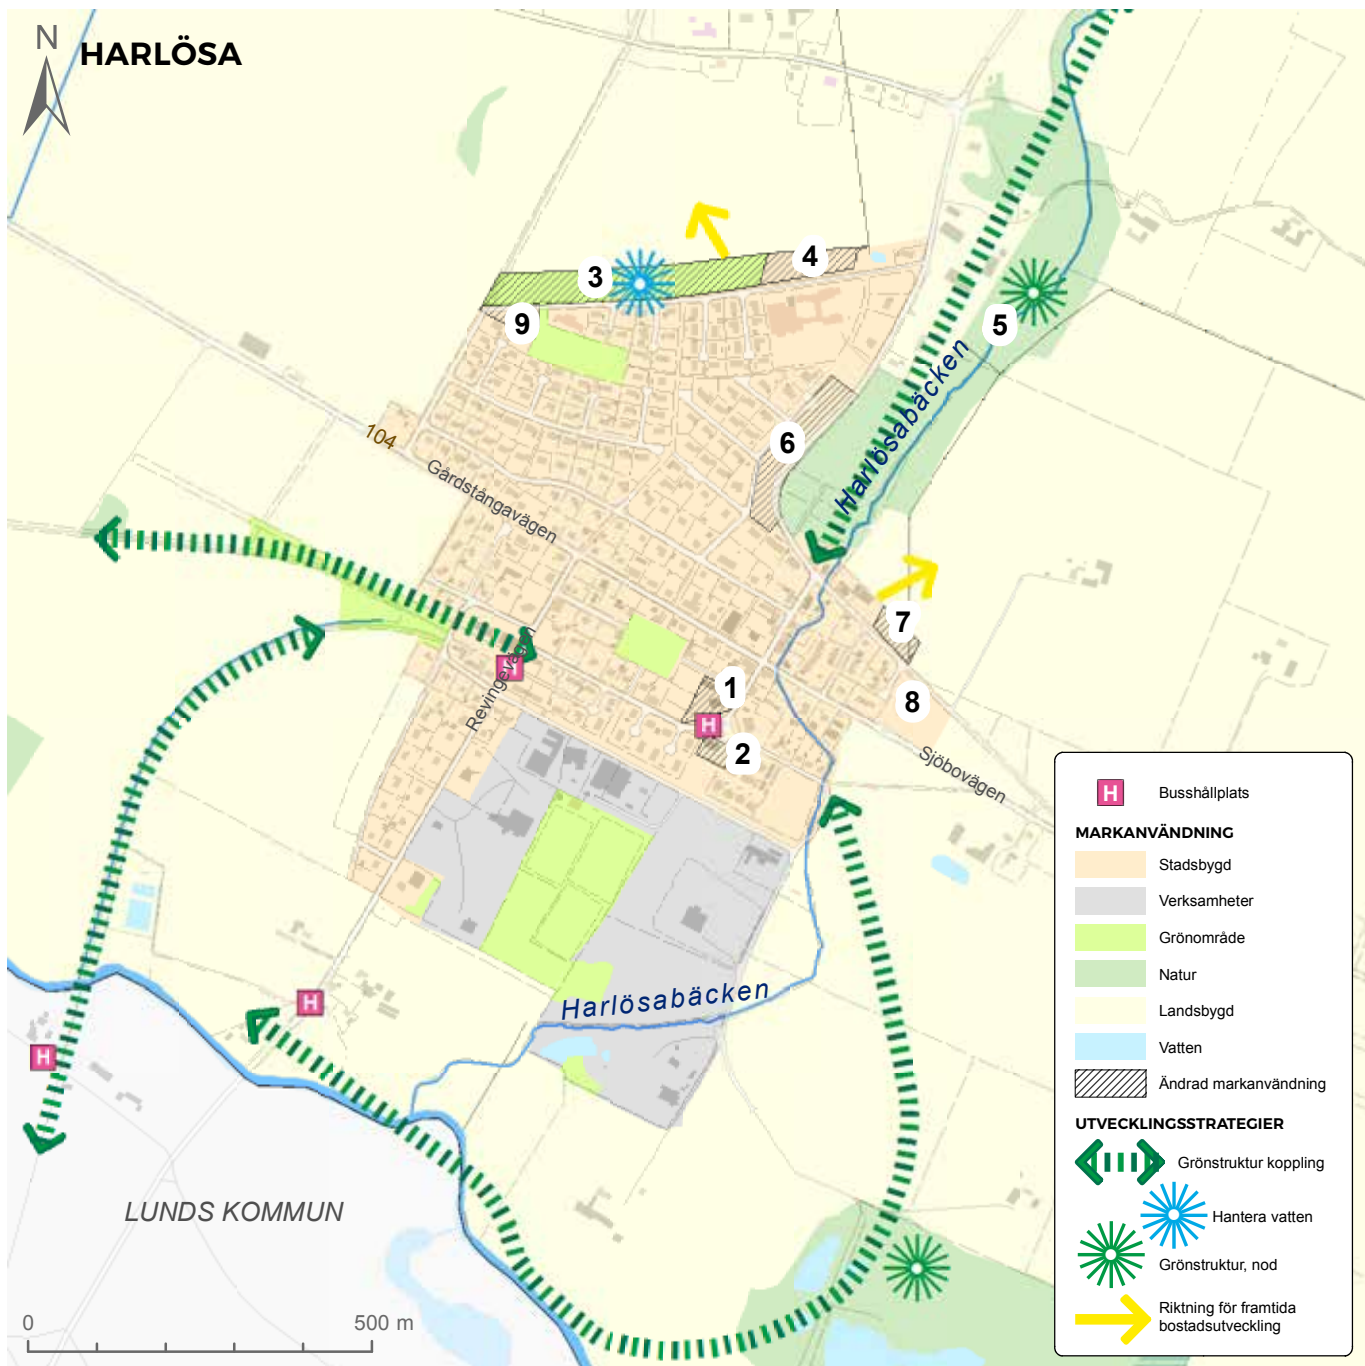 N
HARLÖSA
4
3
9
5
Harlösabäcken
6
104
Gårdstångavägen
7
Revingevägen
H
1
8
H
2
Sjöbovägen
Harlösabäcken
H
H
LUNDS KOMMUN
0 500 m
H Busshållplats
MARKANVÄNDNING
Stadsbygd
Verksamheter
Grönområde
Natur
Landsbygd
Vatten
Ändrad markanvändning
UTVECKLINGSSTRATEGIER
Grönstruktur koppling
Hantera vatten
Grönstruktur, nod
Riktning för framtida
bostadsutveckling